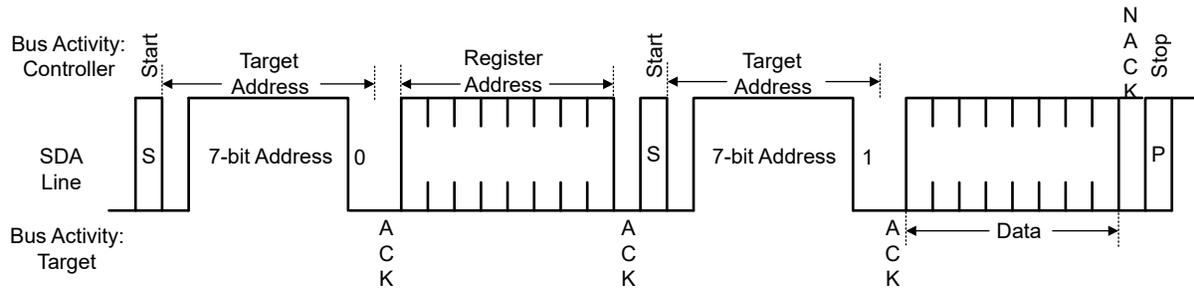 Bus Activity:
Controller
Start
Target
Address
Register
Address
Start
Target
Address
N
A
C
K
Stop
SDA
Line
S
7-bit Address
0
S
7-bit Address
1
P
Bus Activity:
Target
A
C
K
A
C
K
A
C
K
Data